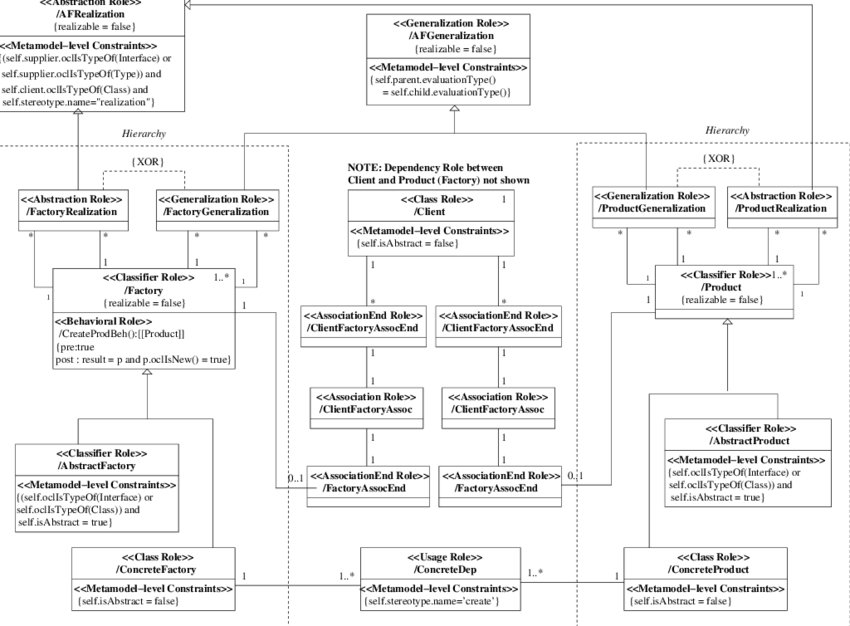 <<Abstraction Role>>
/AFRealization
{realizable = false}
<<Metamodel-level Constraints>>
{(self.supplier.oclIsTypeOf(Interface) or
self.supplier.oclIsTypeOf(Type)) and
self.client.oclIsTypeOf(Class) and
self.stereotype.name="realization"}
<<Generalization Role>>
/AFGeneralization
{realizable = false}
<<Metamodel-level Constraints>>
{self.parent.evaluationType()
= self.child.evaluationType()}
Hierarchy
Hierarchy
{XOR}
{XOR}
NOTE: Dependency Role between
Client and Product (Factory) not shown
<<Abstraction Role>>
/FactoryRealization
<<Generalization Role>>
/FactoryGeneralization
<<Class Role>> 1
/Client
<<Metamodel-level Constraints>>
{self.isAbstract = false}
<<Generalization Role>>
/ProductGeneralization
<<Abstraction Role>>
/ProductRealization
* * * *
* * * *
1 1
1 1
1 1
1 1
<<Classifier Role>> 1..*
/Factory
{realizable = false}
<<Behavioral Role>>
/CreateProdBeh():[[Product]]
{pre:true
post : result = p and p.oclIsNew() = true}
1
<<Classifier Role>> 1..*
/Product
{realizable = false}
1
1 1
* *
<<AssociationEnd Role>>
/ClientFactoryAssocEnd
<<AssociationEnd Role>>
/ClientFactoryAssocEnd
1 1
1 1
<<Association Role>>
/ClientFactoryAssoc
<<Association Role>>
/ClientFactoryAssoc
1 1
1 1
<<AssociationEnd Role>>
/FactoryAssocEnd
<<AssociationEnd Role>>
/FactoryAssocEnd
0..1
0..1
<<Classifier Role>>
/AbstractFactory
<<Metamodel-level Constraints>>
{(self.oclIsTypeOf(Interface) or
self.oclIsTypeOf(Class)) and
self.isAbstract = true}
<<Classifier Role>>
/AbstractProduct
<<Metamodel-level Constraints>>
{self.oclIsTypeOf(Interface) or
self.oclIsTypeOf(Class)) and
self.isAbstract = true}
<<Class Role>>
/ConcreteFactory
<<Metamodel-level Constraints>>
{self.isAbstract = false}
1 1..*
<<Usage Role>>
/ConcreteDep
<<Metamodel-level Constraints>>
{self.stereotype.name='create'}
1..* 1
<<Class Role>>
/ConcreteProduct
<<Metamodel-level Constraints>>
{self.isAbstract = false}